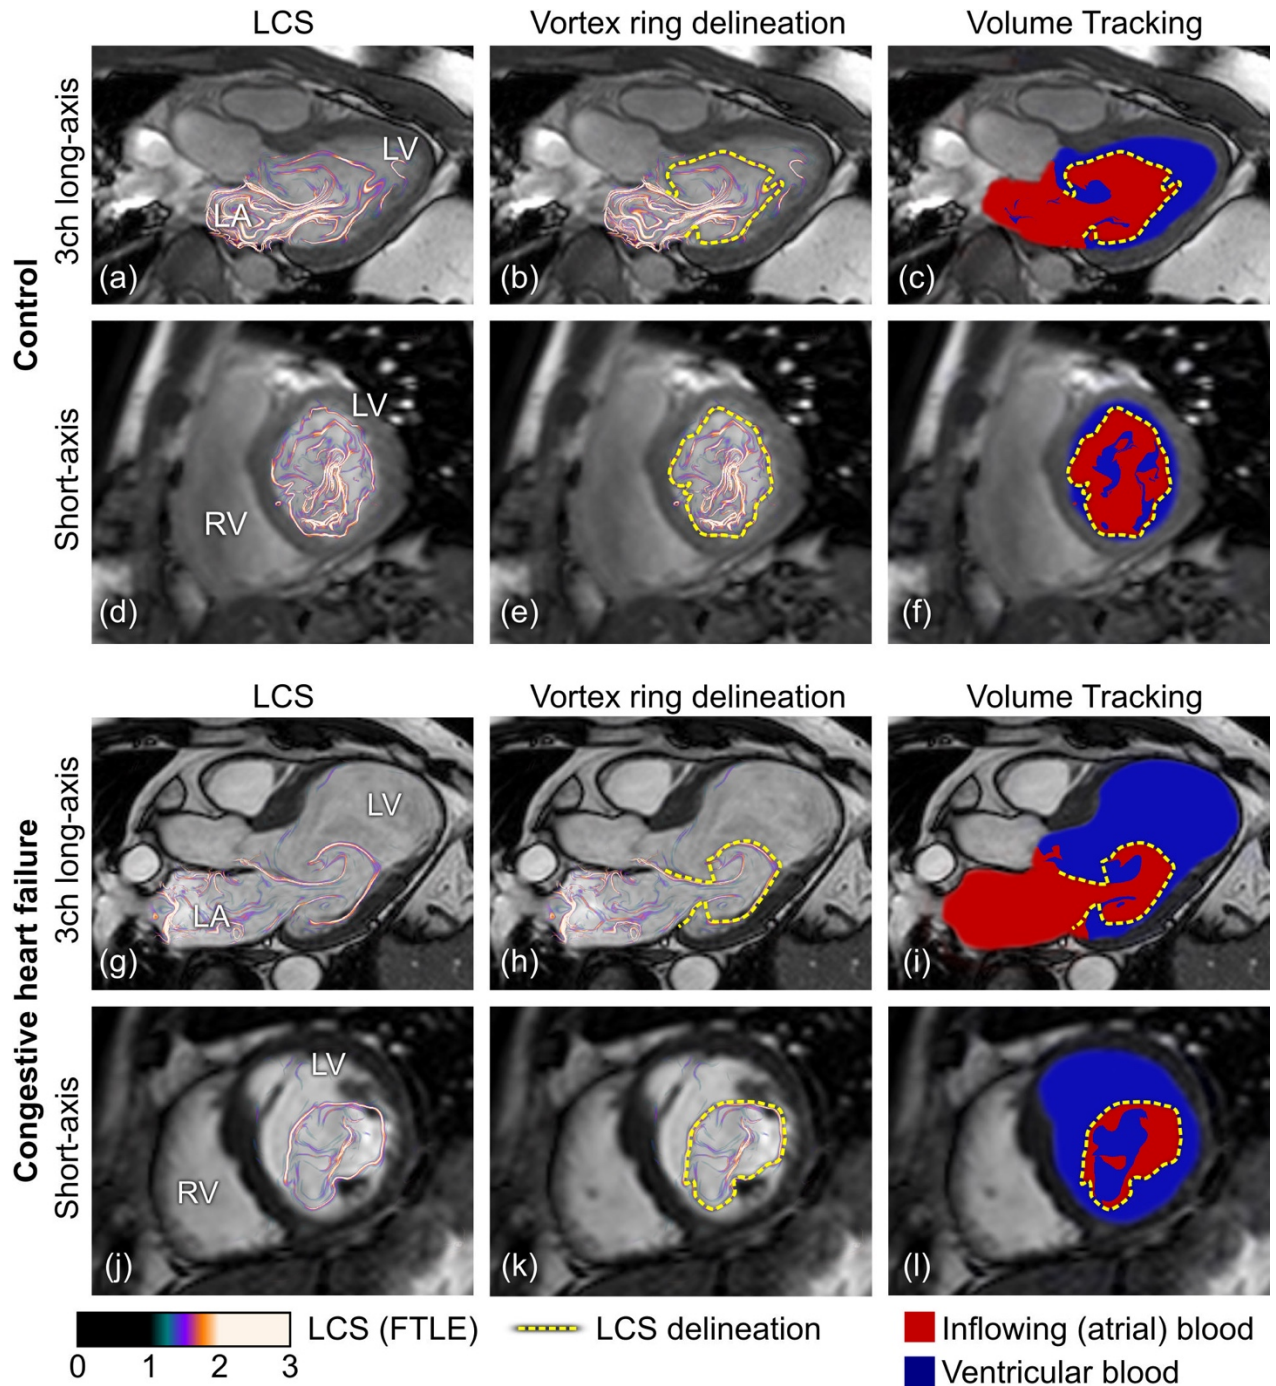 LCS
Vortex ring delineation
Volume Tracking
Control
3ch long-axis
LV
LA
(a)
(b)
(c)
Short-axis
LV
RV
(d)
(e)
(f)
LCS
Vortex ring delineation
Volume Tracking
Congestive heart failure
3ch long-axis
LV
LA
(g)
(h)
(i)
Short-axis
LV
RV
(j)
(k)
(l)
0 1 2 3
LCS (FTLE)
LCS delineation
Inflowing (atrial) blood
Ventricular blood